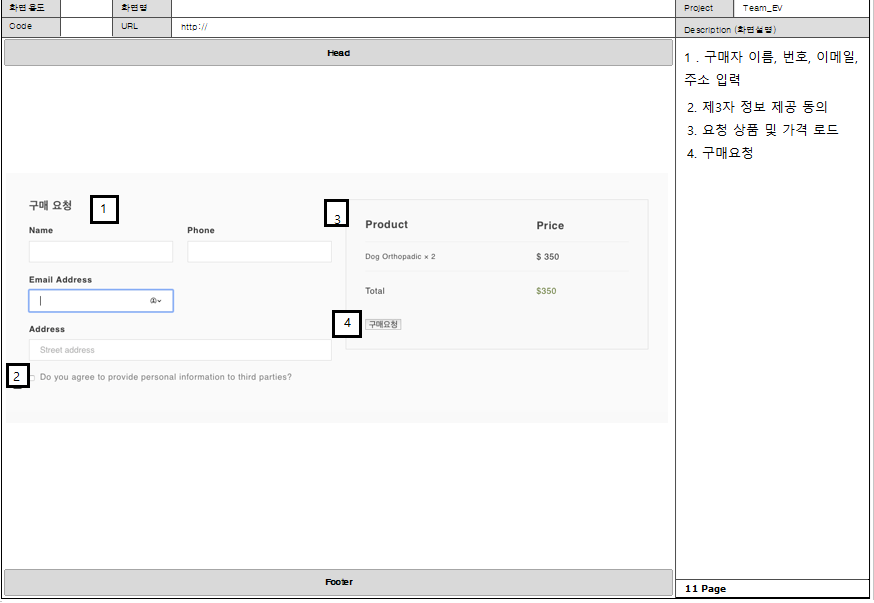 화면 용도 화면명 Project Team_EV
Code URL http:// Description (화면설명)
Head
1 . 구매자 이름, 번호, 이메일,
주소 입력
2. 제3자 정보 제공 동의
3. 요청 상품 및 가격 로드
4. 구매요청
구매 요청 1
Name Phone
Email Address
Address
Street address
2 Do you agree to provide personal information to third parties?
3
Product Price
Dog Orthopadic × 2 $ 350
Total $350
4 구매요청
Footer
11 Page